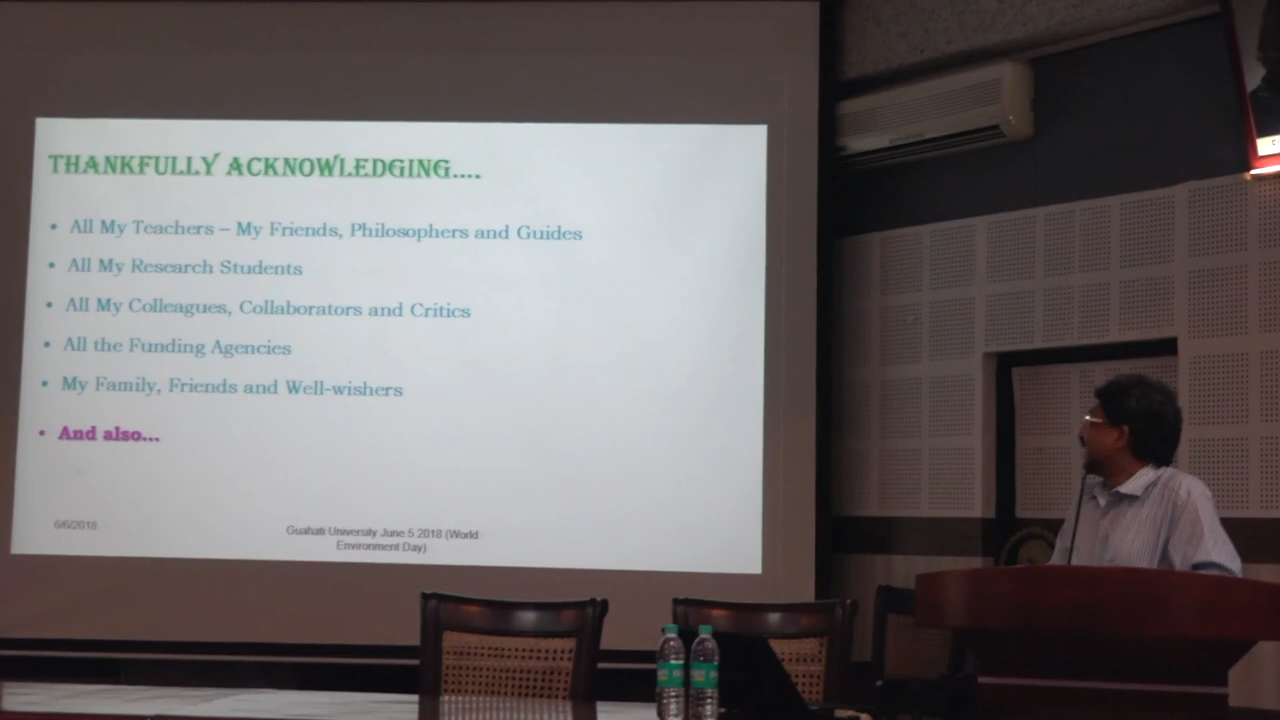 THANKFULLY ACKNOWLEDGING....
• All My Teachers – My Friends, Philosophers and Guides
• All My Research Students
• All My Colleagues, Collaborators and Critics
• All the Funding Agencies
• My Family, Friends and Well-wishers
• And also...
6/6/2018
Guahati University June 5 2018 (World
Environment Day)